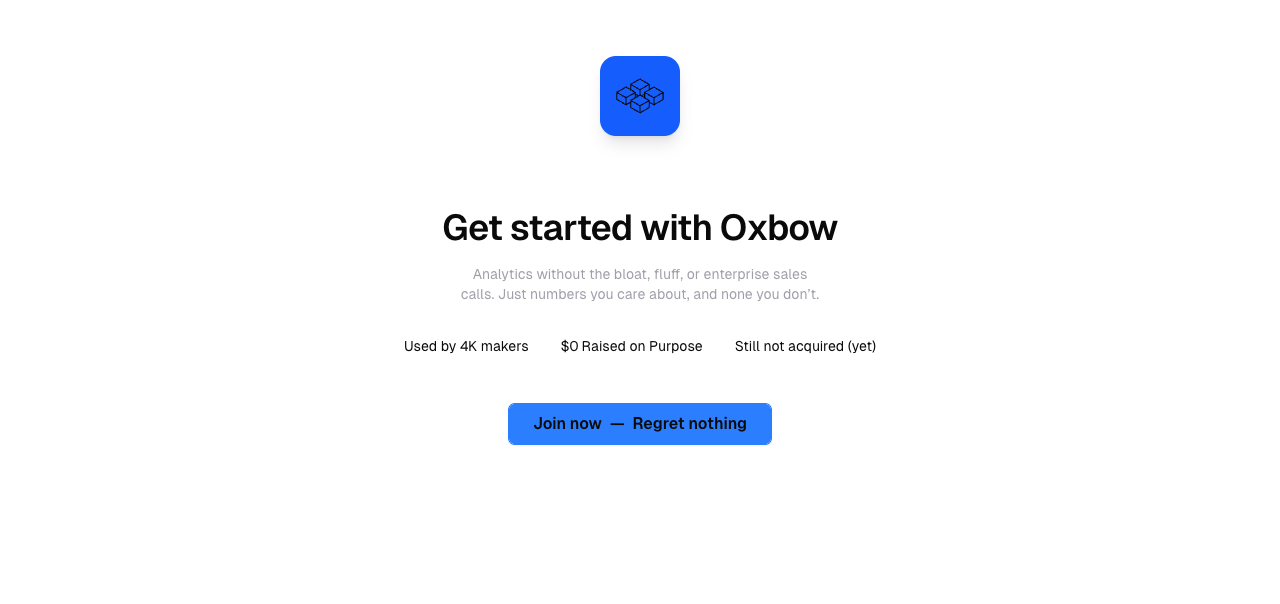 Get started with Oxbow
Analytics without the bloat, fluff, or enterprise sales
calls. Just numbers you care about, and none you don’t.
Used by 4K makers
$0 Raised on Purpose
Still not acquired (yet)
Join now — Regret nothing